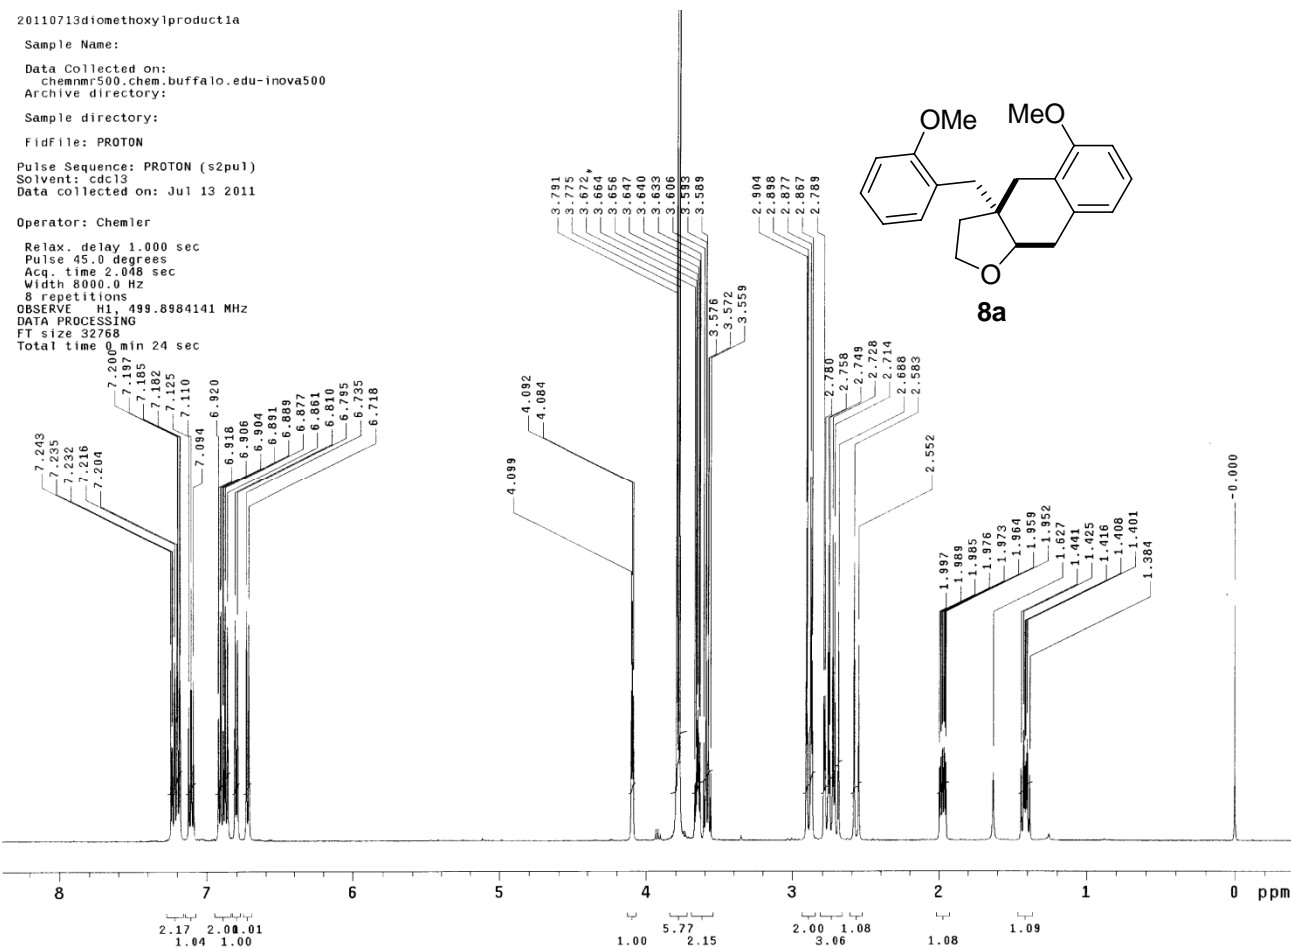 20110713diomethoxylproduct1a
Sample Name:
Data Collected on:
chemnmr500.chem.buffalo.edu-inova500
Archive directory:
Sample directory:
FidFile: PROTON
Pulse Sequence: PROTON (s2pul)
Solvent: cdcl3
Data collected on: Jul 13 2011
Operator: Chemler
Relax. delay 1.000 sec
Pulse 45.0 degrees
Acq. time 2.048 sec
Width 8000.0 Hz
8 repetitions
OBSERVE H1, 499.8984141 MHz
DATA PROCESSING
FT size 32768
Total time 0 min 24 sec
OMe
MeO
O
8a
7.243
7.235
7.232
7.216
7.204
7.200
7.197
7.185
7.182
7.125
7.110
7.094
6.920
6.918
6.906
6.904
6.891
6.889
6.877
6.861
6.810
6.795
6.735
6.718
4.099
4.092
4.084
3.791
3.775
3.672
3.664
3.656
3.647
3.640
3.633
3.606
3.593
3.589
3.576
3.572
3.559
2.904
2.898
2.877
2.867
2.789
2.780
2.758
2.749
2.728
2.714
2.688
2.583
2.552
1.997
1.989
1.985
1.976
1.973
1.964
1.959
1.952
1.627
1.441
1.425
1.416
1.408
1.401
1.384
-0.000
8 7 6 5 4 3 2 1 0 ppm
2.17 2.00 1.01 5.77 2.00 1.08 1.09
1.04 1.00 1.00 2.15 3.06 1.08